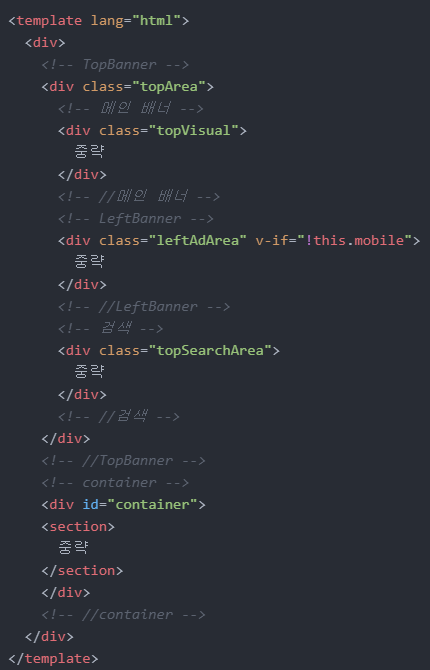 <template lang="html">
  <div>
    <!-- TopBanner -->
    <div class="topArea">
      <!-- 메인 배너 -->
      <div class="topVisual">
        중략
      </div>
      <!-- //메인 배너 -->
      <!-- LeftBanner -->
      <div class="leftAdArea" v-if="!this.mobile">
        중략
      </div>
      <!-- //LeftBanner -->
      <!-- 검색 -->
      <div class="topSearchArea">
        중략
      </div>
      <!-- //검색 -->
    </div>
    <!-- //TopBanner -->
    <!-- container -->
    <div id="container">
    <section>
      중략
    </section>
    </div>
    <!-- //container -->
  </div>
</template>